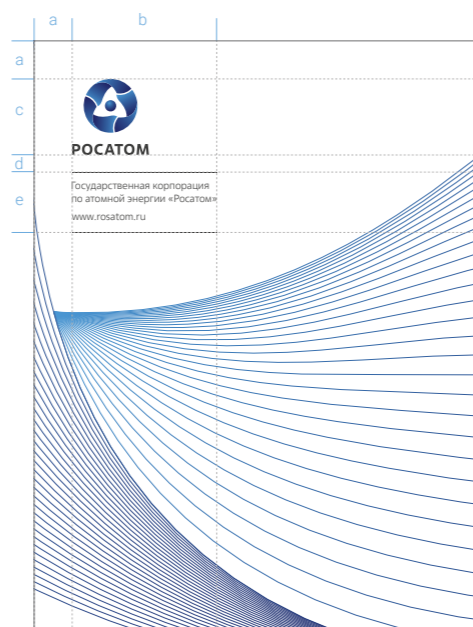 a b
a
c
РОСАТОМ
d
Государственная корпорация
e
по атомной энергии «Росатом»
www.rosatom.ru